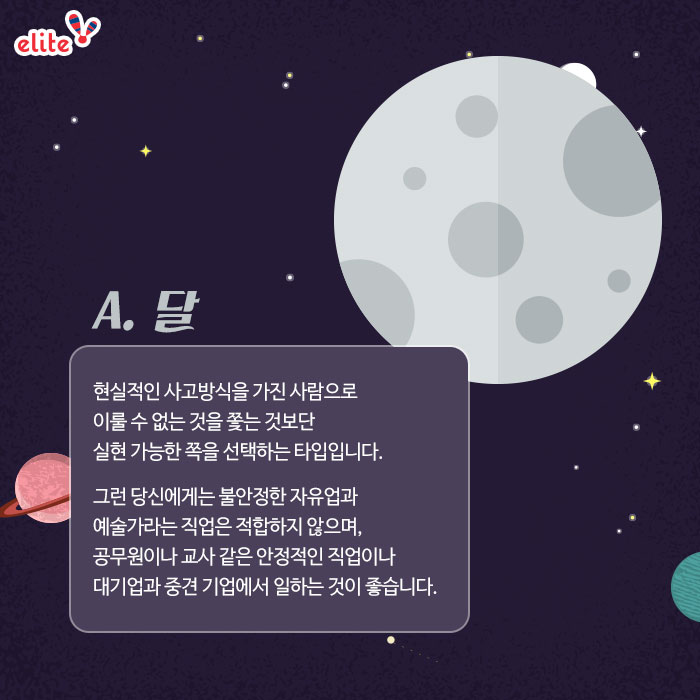 elite
A. 달
현실적인 사고방식을 가진 사람으로
이룰 수 없는 것을 쫓는 것보단
실현 가능한 쪽을 선택하는 타입입니다.
그런 당신에게는 불안정한 자유업과
예술가라는 직업은 적합하지 않으며,
공무원이나 교사 같은 안정적인 직업이나
대기업과 중견 기업에서 일하는 것이 좋습니다.